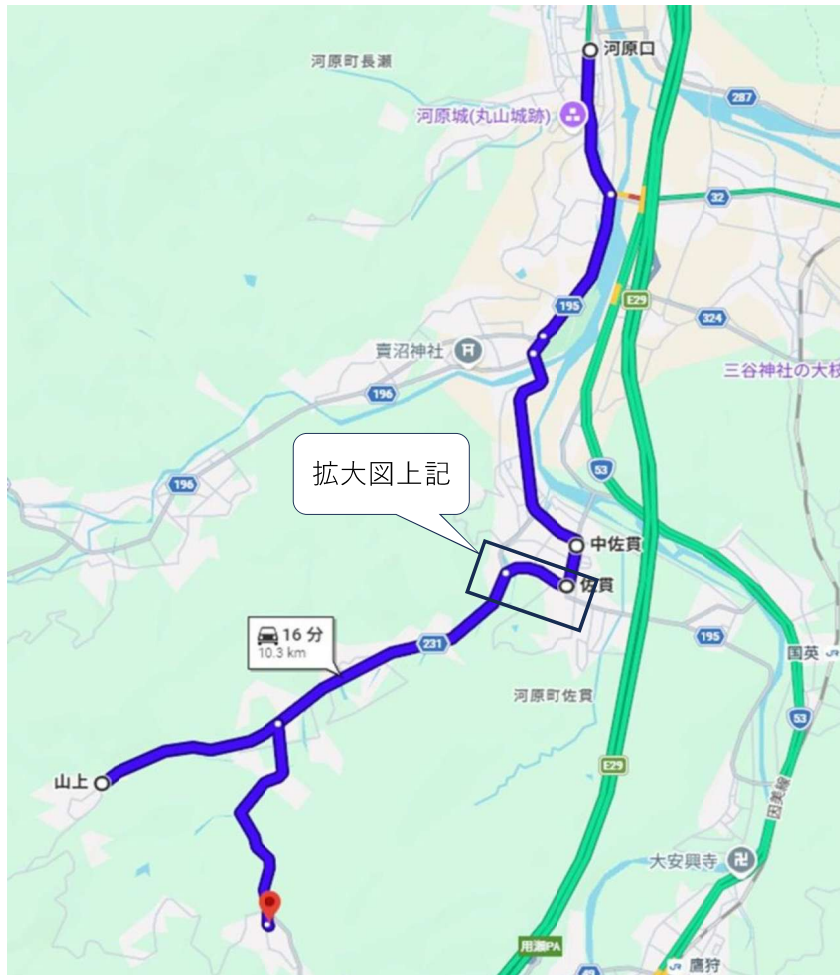 河原口
河原町長瀬
287
河原城(丸山城跡)
32
195
E29
324
賣沼神社
三谷神社の大枝
196
拡大図上記
53
196
中佐貫
佐貫
16 分
10.3 km
231
195
国英
河原町佐貫
53
山上
因美線
大安興寺
用瀬PA
鷹狩